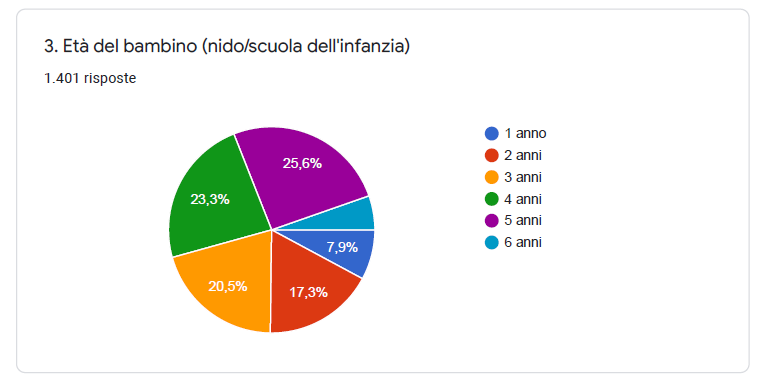 3. Età del bambino (nido/scuola dell'infanzia)
1.401 risposte
25,6%
23,3%
7,9%
20,5%
17,3%
1 anno
2 anni
3 anni
4 anni
5 anni
6 anni